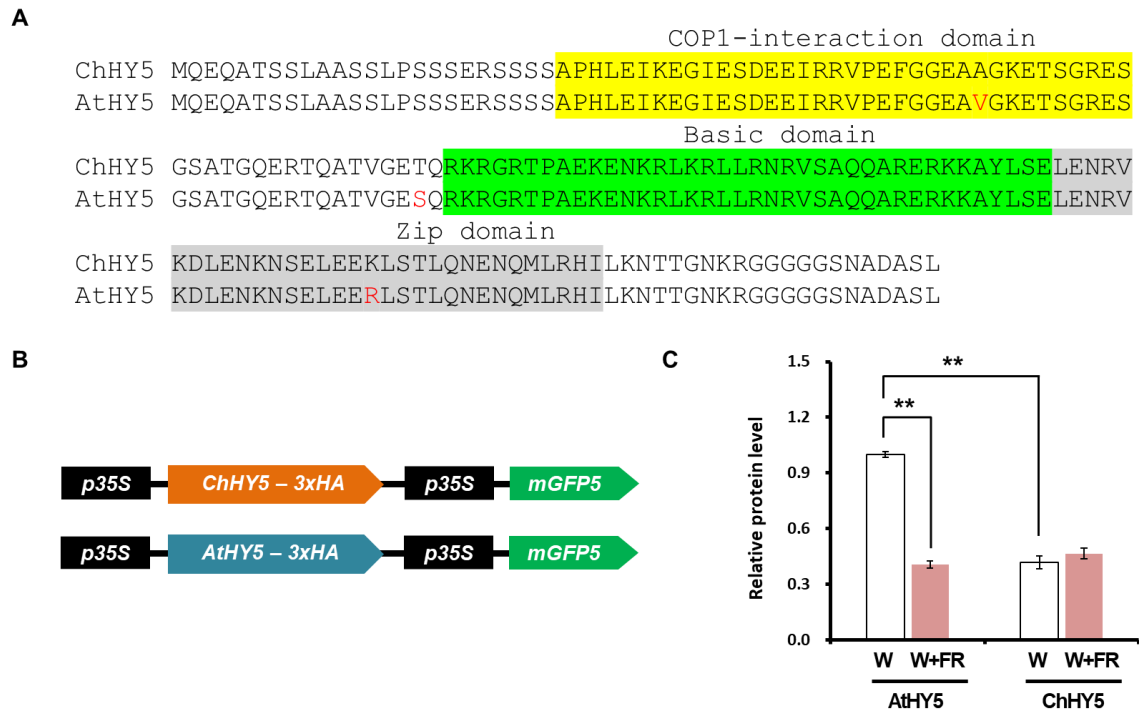 A
COP1-interaction domain
ChHY5 MQEQATSSLAASSLPSSSERSSSSAPHLEIKEGIESDEEIRRVPEFGGEAAGKETSGRES
AtHY5 MQEQATSSLAASSLPSSSERSSSSAPHLEIKEGIESDEEIRRVPEFGGEAVGKETSGRES
Basic domain
ChHY5 GSATGQERTQATVGETQRKRGRTPAEKENKRLKRLLRNRVSAQQARERKKAYLSELENRV
AtHY5 GSATGQERTQATVGESQRKRGRTPAEKENKRLKRLLRNRVSAQQARERKKAYLSELENRV
Zip domain
ChHY5 KDLENKNSELEEKLSTLQNENQMLRHILKNTTGNKRGGGGGSNADASL
AtHY5 KDLENKNSELEERLSTLQNENQMLRHILKNTTGNKRGGGGGSNADASL
B
p35S ChHY5 – 3xHA p35S mGFP5
p35S AtHY5 – 3xHA p35S mGFP5
C
Relative protein level
1.5
1.2
0.9
0.6
0.3
0.0
**
**
W W+FR W W+FR
AtHY5 ChHY5